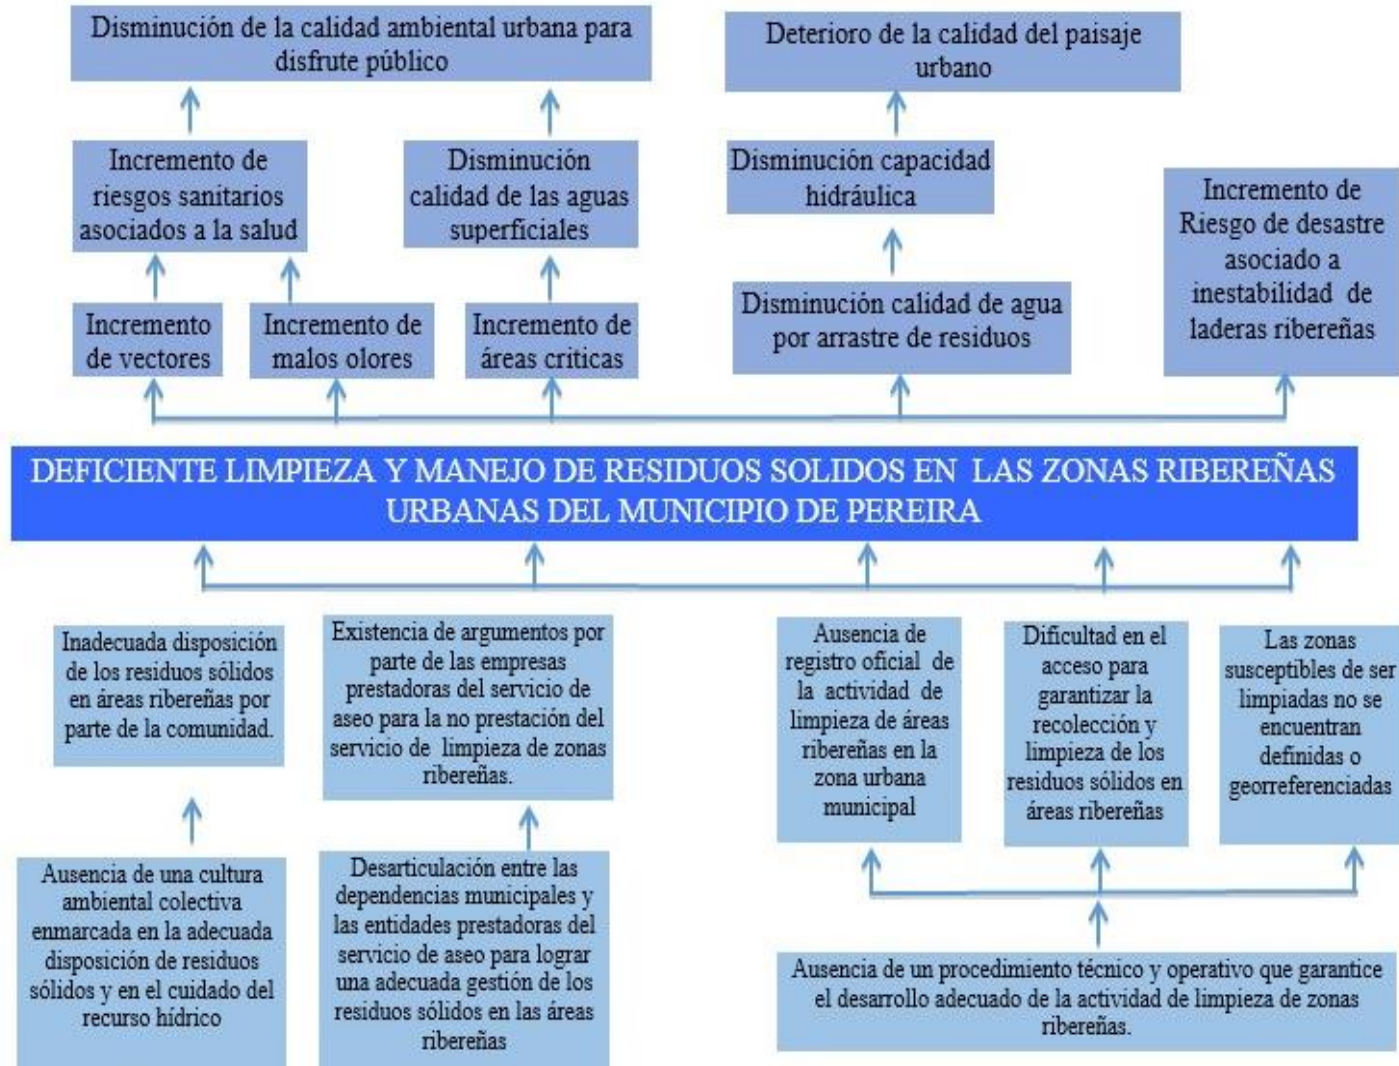 Disminución de la calidad ambiental urbana para
disfrute público
Deterioro de la calidad del paisaje
urbano
Incremento de
riesgos sanitarios
asociados a la salud
Disminución
calidad de las aguas
superficiales
Disminución capacidad
hidráulica
Incremento de
Riesgo de desastre
asociado a
inestabilidad de
laderas ribereñas
Incremento
de vectores
Incremento de
malos olores
Incremento de
áreas criticas
Disminución calidad de agua
por arrastre de residuos
DEFICIENTE LIMPIEZA Y MANEJO DE RESIDUOS SOLIDOS EN LAS ZONAS RIBEREÑAS
URBANAS DEL MUNICIPIO DE PEREIRA
Inadecuada disposición
de los residuos sólidos
en áreas ribereñas por
parte de la comunidad.
Existencia de argumentos por
parte de las empresas
prestadoras del servicio de
aseo para la no prestación del
servicio de limpieza de zonas
ribereñas.
Ausencia de
registro oficial de
la actividad de
limpieza de áreas
ribereñas en la
zona urbana
municipal
Dificultad en el
acceso para
garantizar la
recolección y
limpieza de los
residuos sólidos en
áreas ribereñas
Las zonas
susceptibles de ser
limpiadas no se
encuentran
definidas o
georreferenciadas
Ausencia de una cultura
ambiental colectiva
enmarcada en la adecuada
disposición de residuos
sólidos y en el cuidado del
recurso hídrico
Desarticulación entre las
dependencias municipales y
las entidades prestadoras del
servicio de aseo para lograr
una adecuada gestión de los
residuos sólidos en las áreas
ribereñas
Ausencia de un procedimiento técnico y operativo que garantice
el desarrollo adecuado de la actividad de limpieza de zonas
ribereñas.